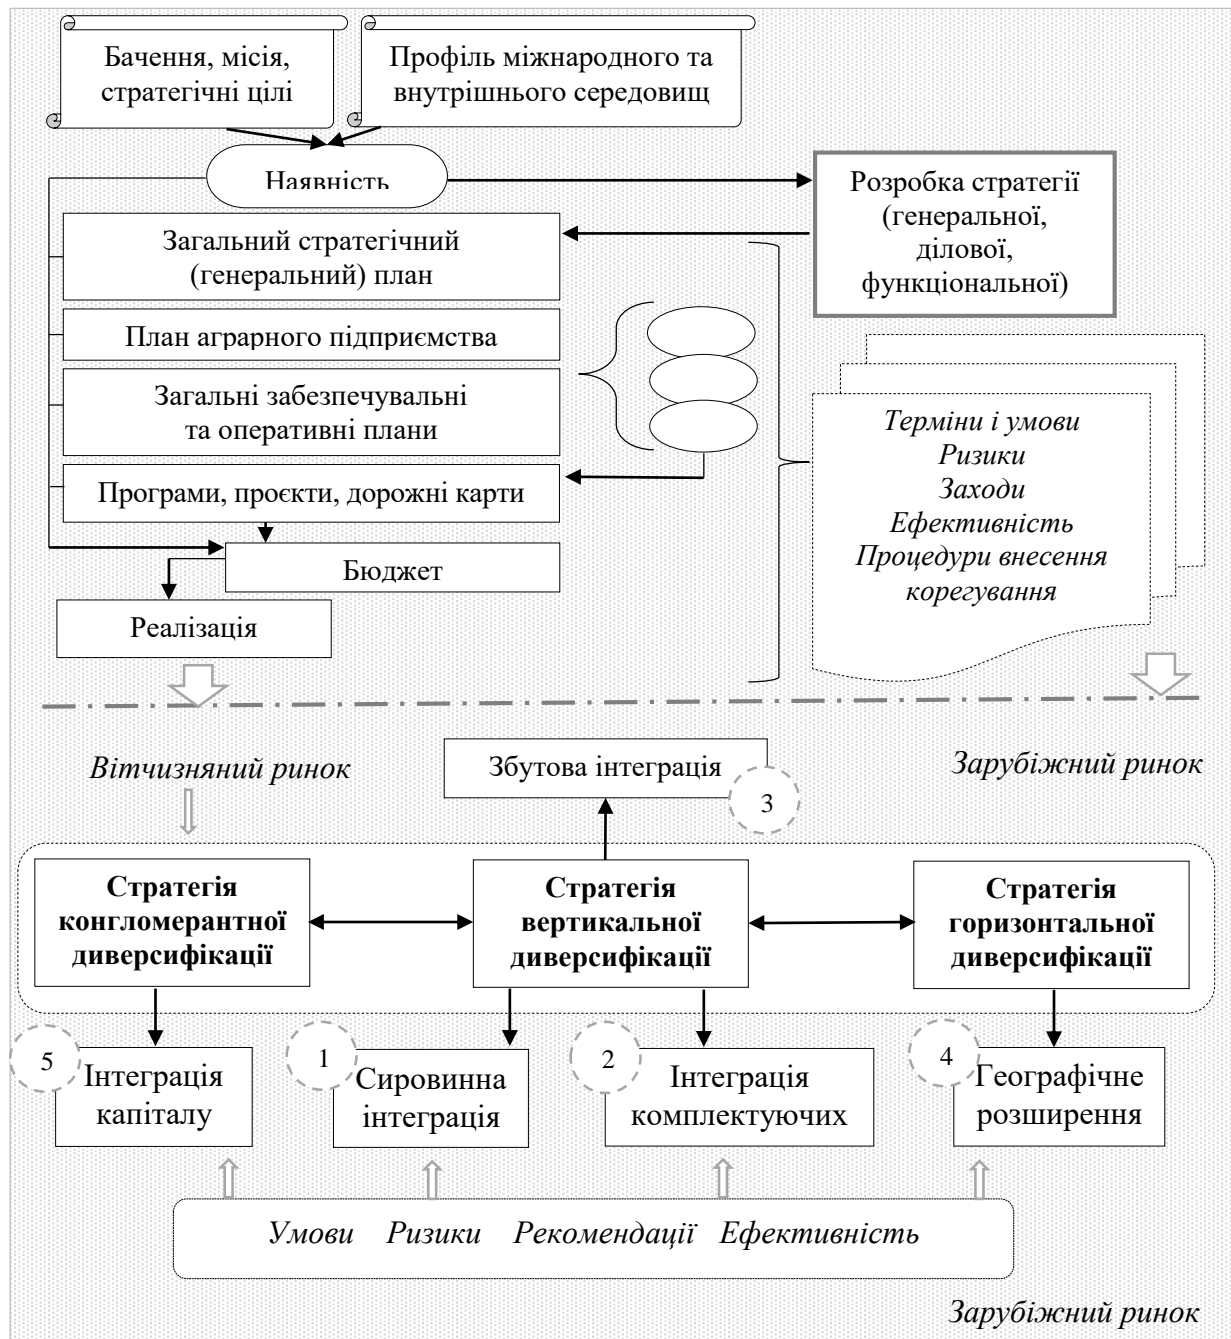 Бачення, місія,
стратегічні цілі
Профіль міжнародного та
внутрішнього середовищ
Наявність
Розробка стратегії
(генеральної,
ділової,
функціональної)
Загальний стратегічний
(генеральний) план
План аграрного підприємства
Загальні забезпечувальні
та оперативні плани
Програми, проєкти, дорожні карти
Бюджет
Реалізація
Терміни і умови
Ризики
Заходи
Ефективність
Процедури внесення
корегування
Вітчизняний ринок
Збутова інтеграція
3
Зарубіжний ринок
Стратегія
конгломерантної
диверсифікації
Стратегія
вертикальної
диверсифікації
Стратегія
горизонтальної
диверсифікації
5
Інтеграція
капіталу
1
Сировинна
інтеграція
2
Інтеграція
комплектуючих
4
Географічне
розширення
Умови Ризики Рекомендації Ефективність
Зарубіжний ринок